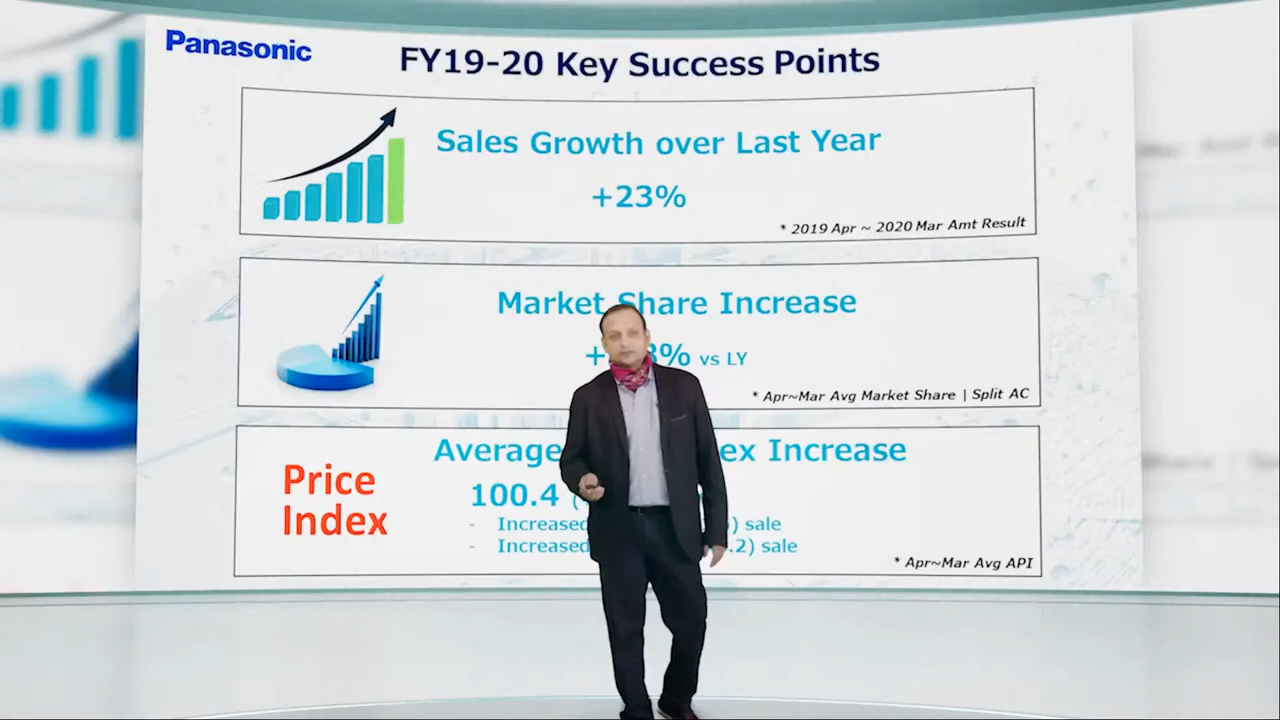 Panasonic
FY19-20 Key Success Points
Sales Growth over Last Year
+23%
* 2019 Apr ~ 2020 Mar Amt Result
Market Share Increase
+ 3% vs LY
* Apr~Mar Avg Market Share | Split AC
Price
Index
Average Increase
100.4
- Increased ) sale
- Increased .2) sale
* Apr~Mar Avg API